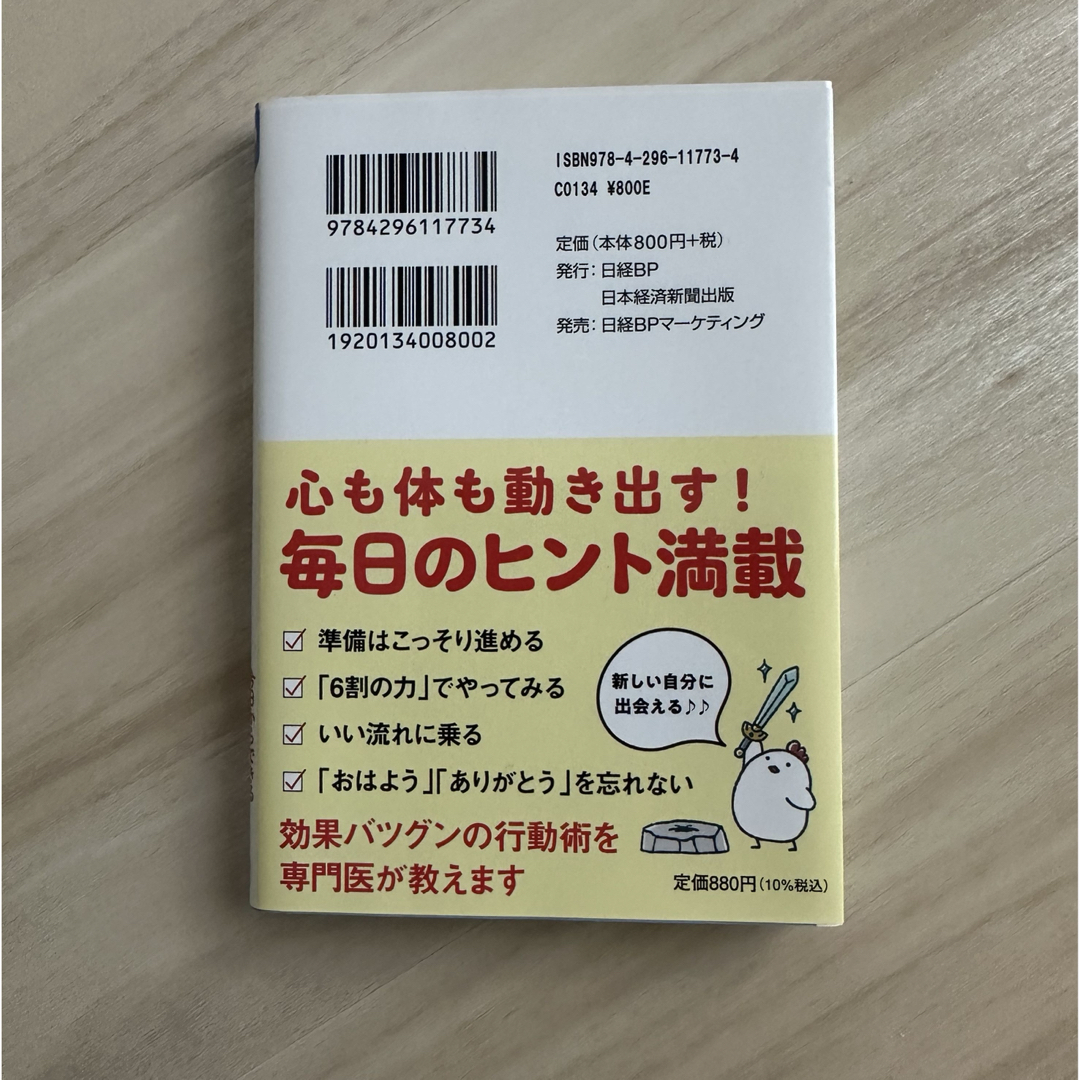 9784296117734
1920134008002
ISBN978-4-296-11773-4
C0134 ¥800E
定価(本体800円+税)
発行:日経BP
日本経済新聞出版
発売:日経BPマーケティング
心も体も動き出す!
毎日のヒント満載
準備はこっそり進める
「6割の力」でやってみる
いい流れに乗る
「おはよう」「ありがとう」を忘れない
新しい自分に
出会える♪♪
効果バツグンの行動術を
専門医が教えます
定価880円(10%税込)